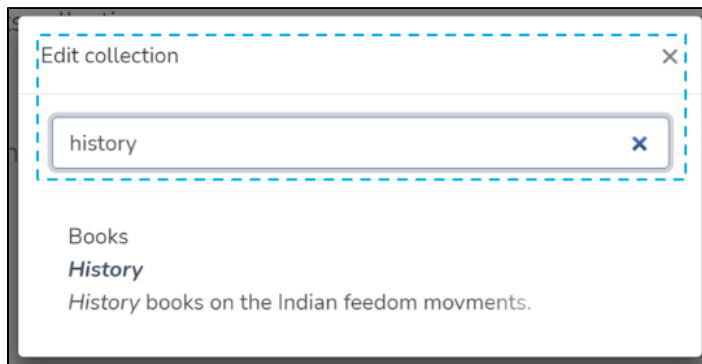 Edit collection
history
Books
History
History books on the Indian feedom movments.